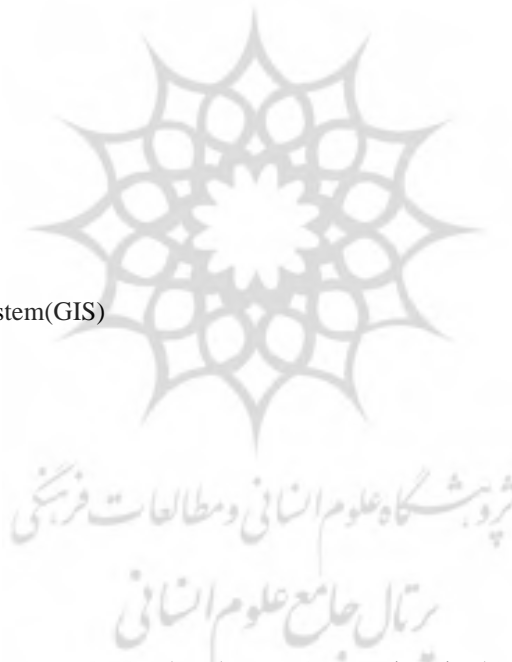 stem(GIS)
پژوهشگاه علوم انسانی و مطالعات فرهنگی
پرتال جامع علوم انسانی